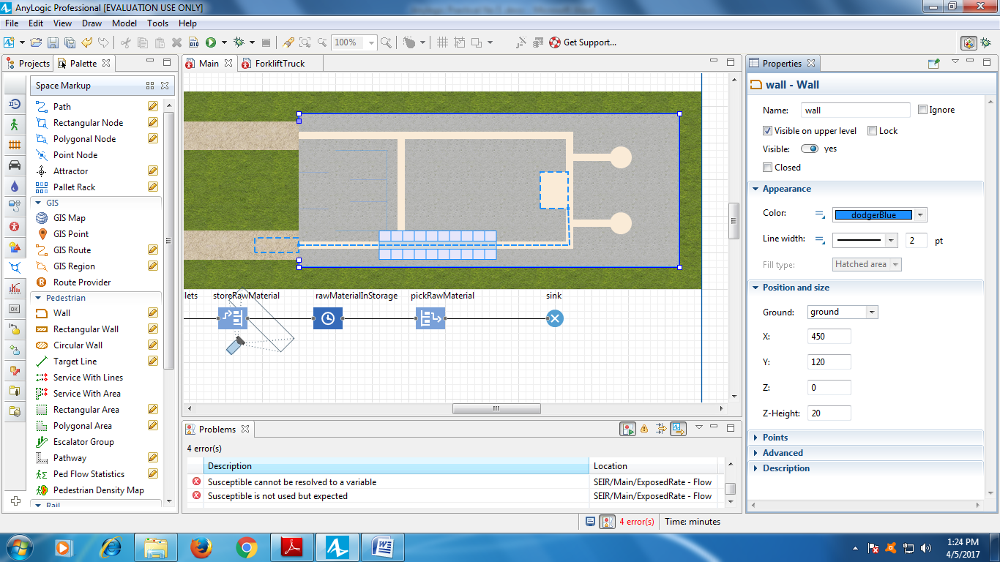 AnyLogic Professional [EVALUATION USE ONLY]
File Edit View Draw Model Tools Help
100% Get Support...
Projects Palette
Main ForkliftTruck
Properties
Space Markup
Path
Rectangular Node
Polygonal Node
Point Node
Attractor
Pallet Rack
GIS
GIS Map
GIS Point
GIS Route
GIS Region
Route Provider
Pedestrian
Wall
Rectangular Wall
Circular Wall
Target Line
Service With Lines
Service With Area
Rectangular Area
Polygonal Area
Escalator Group
Pathway
Ped Flow Statistics
Pedestrian Density Map
Rail
OK
lets storeRawMaterial rawMaterialInStorage pickRawMaterial sink
Problems
4 error(s)
Description Location
Susceptible cannot be resolved to a variable SEIR/Main/ExposedRate - Flow
Susceptible is not used but expected SEIR/Main/ExposedRate - Flow
wall - Wall
Name: wall Ignore
Visible on upper level Lock
Visible: yes
Closed
Appearance
Color: dodgerBlue
Line width: 2 pt
Fill type: Hatched area
Position and size
Ground: ground
X: 450
Y: 120
Z: 0
Z-Height: 20
Points
Advanced
Description
4 error(s) Time: minutes
1:24 PM
4/5/2017